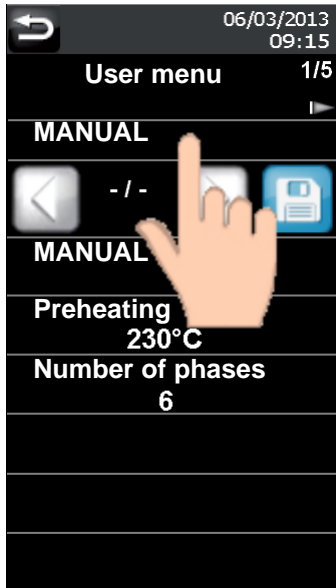 06/03/2013
09:15
User menu 1/5
MANUAL
- / -
MANUAL
Preheating
230°C
Number of phases
6